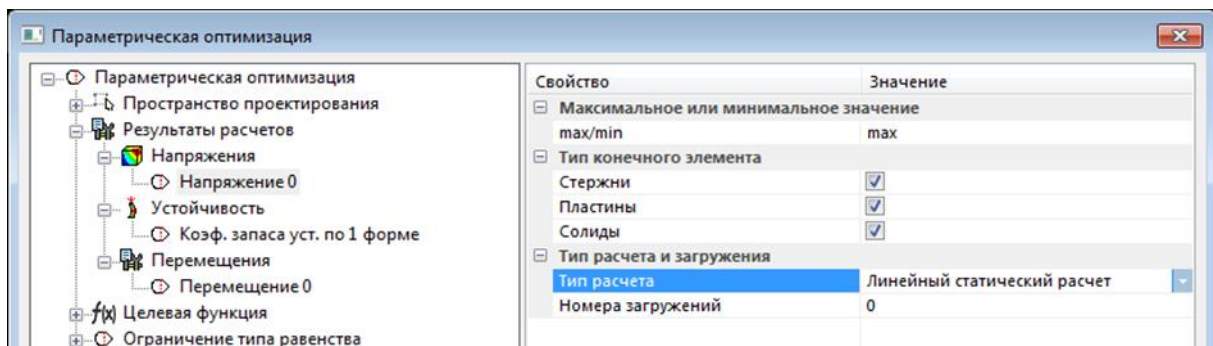 Параметрическая оптимизация
Параметрическая оптимизация
Пространство проектирования
Результаты расчетов
Напряжения
Напряжение 0
Устойчивость
Коэф. запаса уст. по 1 форме
Перемещения
Перемещение 0
f(x) Целевая функция
Ограничение типа равенства
Свойство Значение
Максимальное или минимальное значение
max/min max
Тип конечного элемента
Стержни
Пластины
Солиды
Тип расчета и загружения
Тип расчета Линейный статический расчет
Номера загружений 0